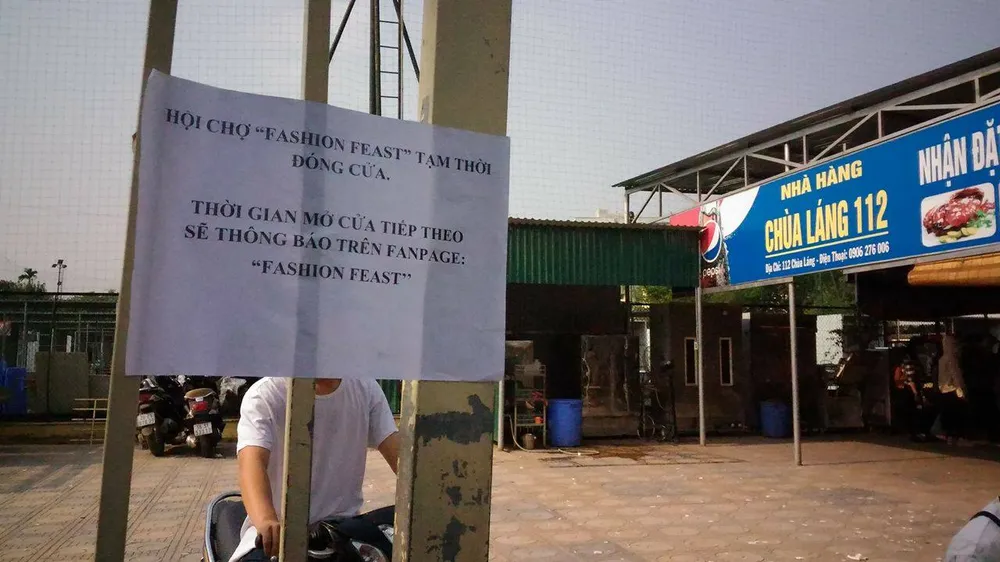 HỘI CHỢ “FASHION FEAST” TẠM THỜI
ĐÓNG CỬA.
THỜI GIAN MỞ CỬA TIẾP THEO
SẼ THÔNG BÁO TRÊN FANPAGE:
“FASHION FEAST”
NHÀ HÀNG
CHÙA LÁNG 112
Địa Chỉ: 112 Chùa Láng - Điện Thoại: 0906 276 006
pepsi
NHẬN ĐẶT